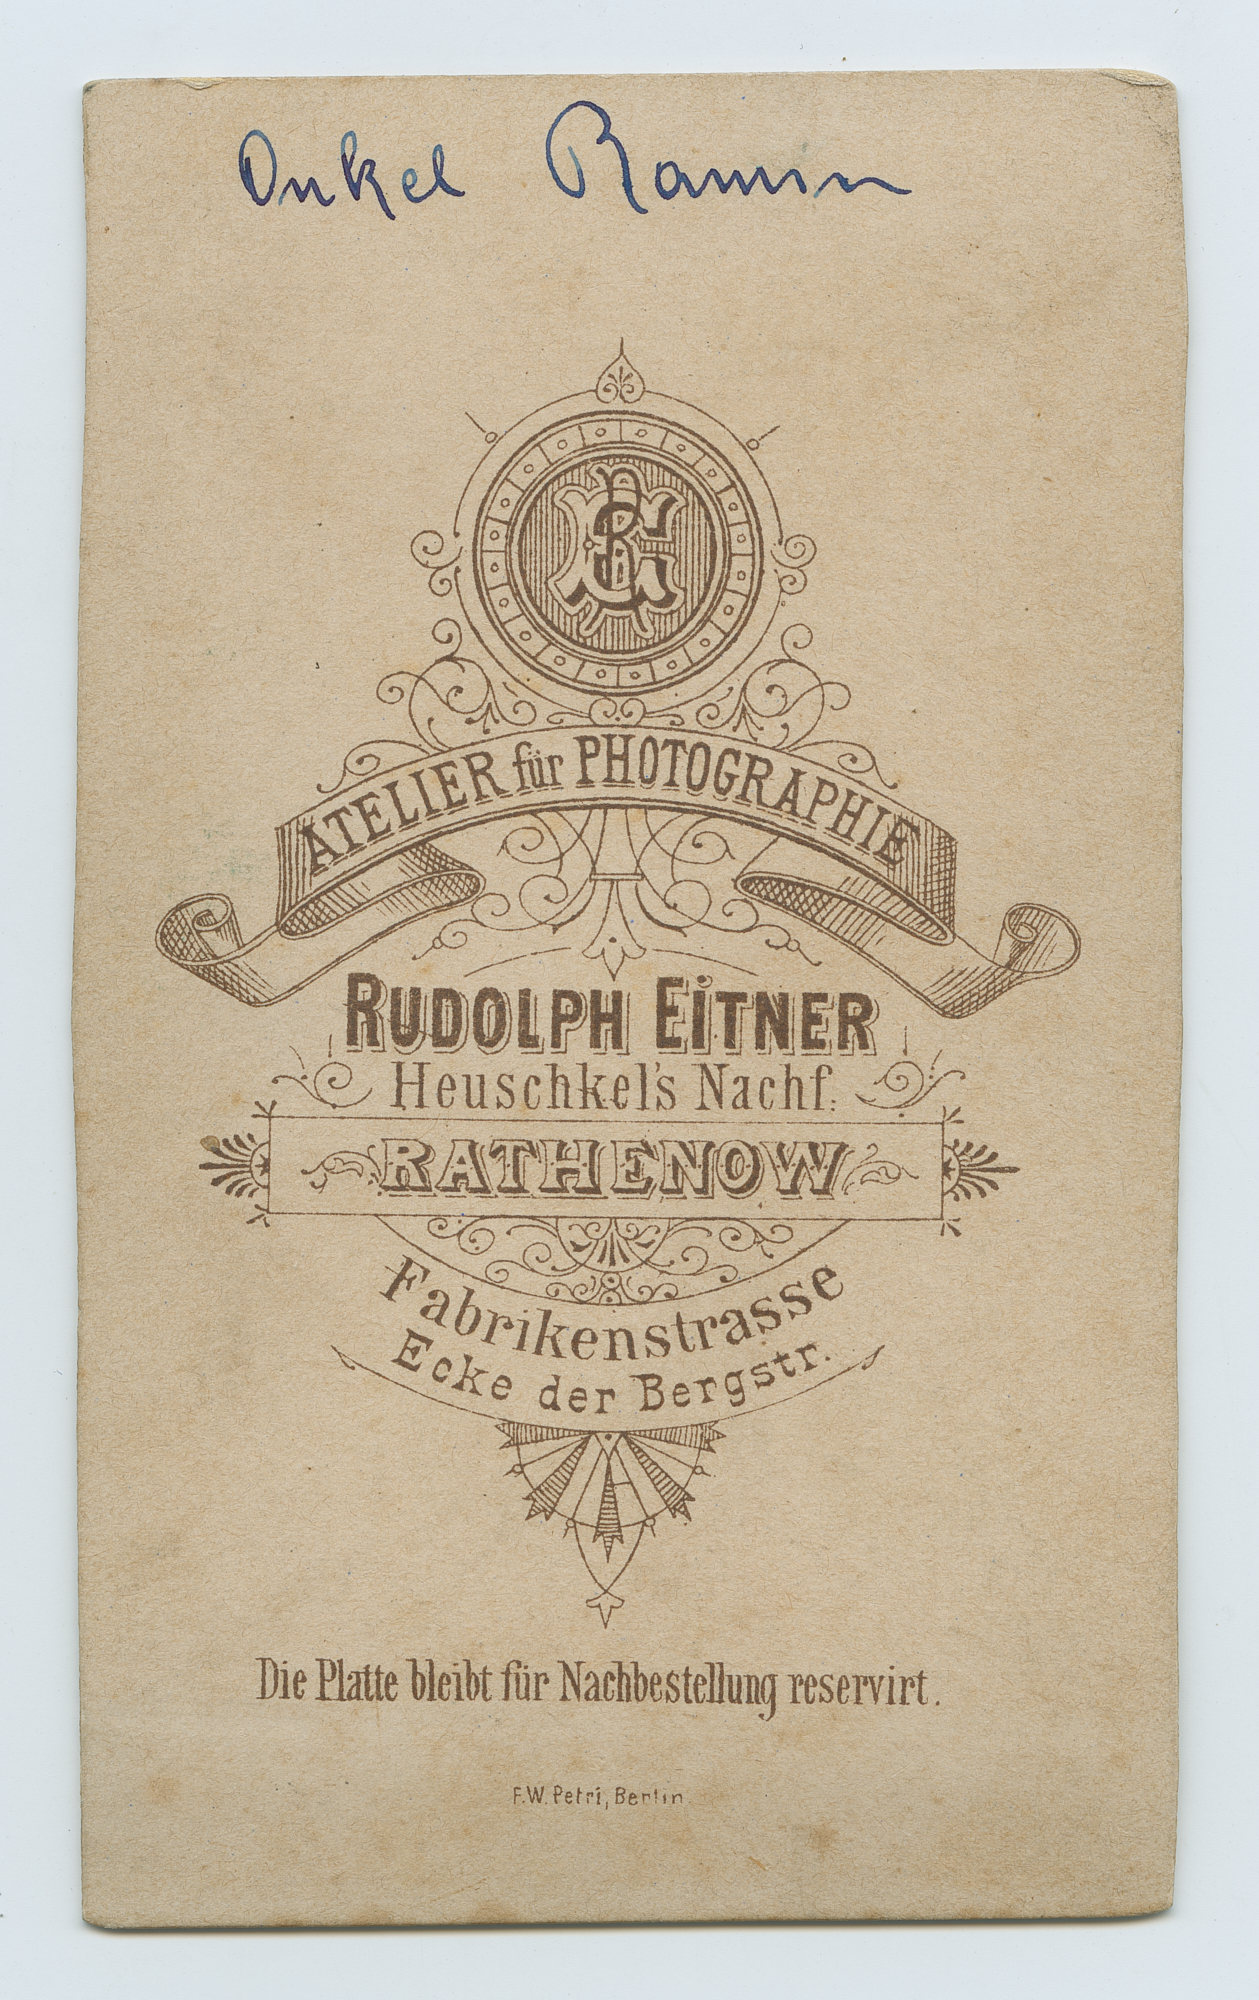 Onkel Ramin
ATELIER für PHOTOGRAPHIE
RUDOLPH EITNER
Heuschkel's Nachf.
RATHENOW
Fabrikenstrasse
Ecke der Bergstr.
Die Platte bleibt für Nachbestellung reservirt.
F.W. Petri, Berlin